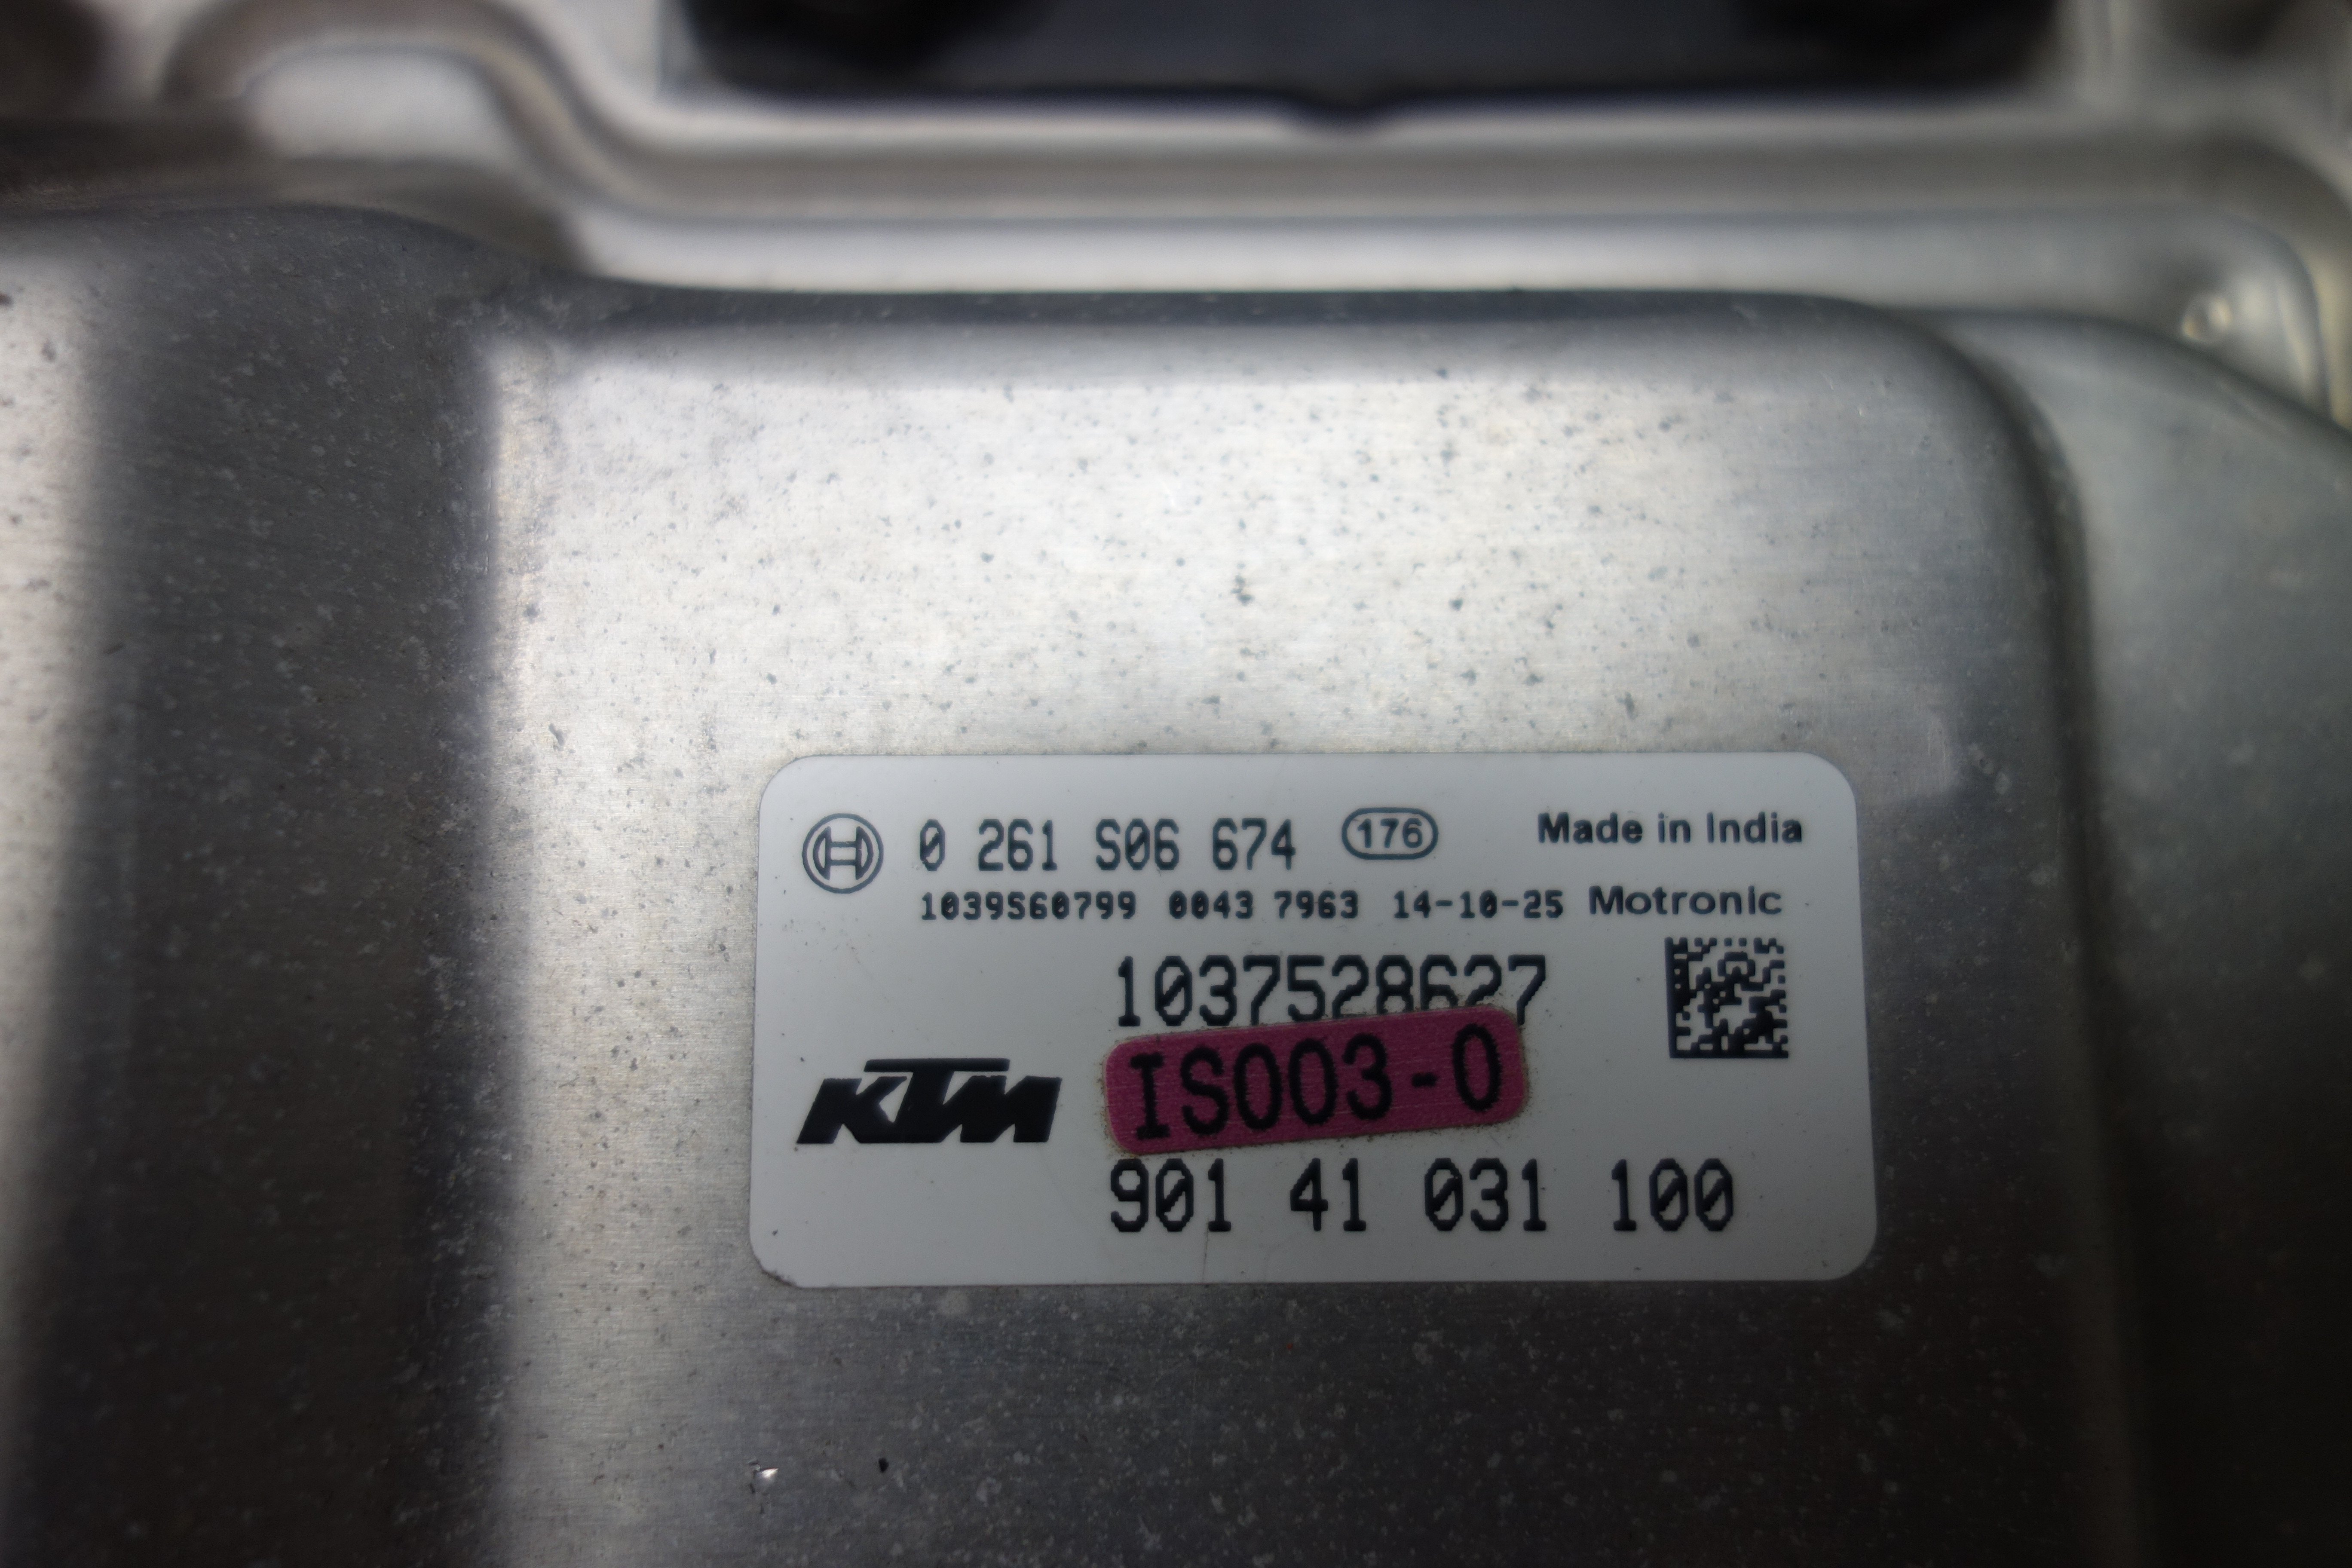 0 261 S06 674 176 Made in India
1039S60799 0043 7963 14-10-25 Motronic
1037528627
KTM IS003-0
901 41 031 100